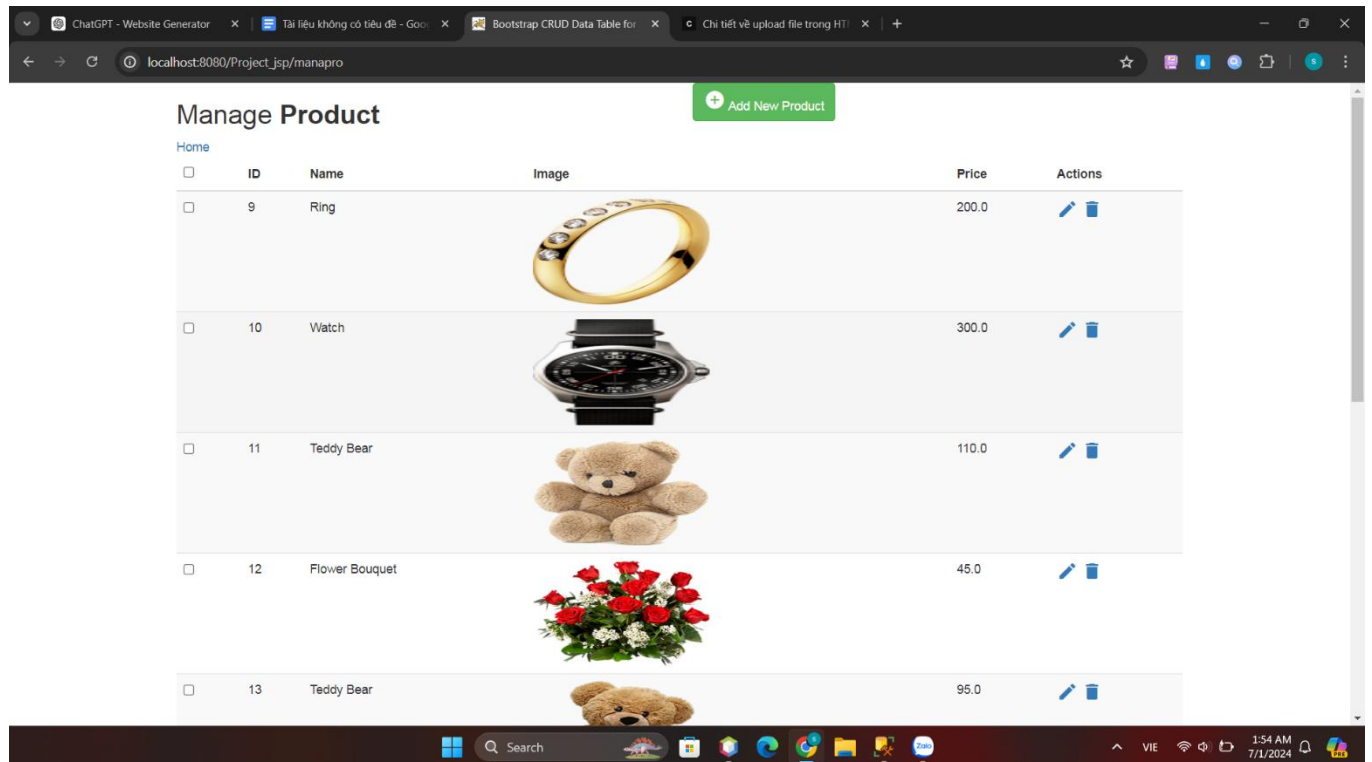 ChatGPT - Website Generator
Tài liệu không có tiêu đề - Goo
Bootstrap CRUD Data Table for
Chi tiết về upload file trong HT
localhost:8080/Project_jsp/manapro
Manage Product
Add New Product
Home
ID Name Image Price Actions
9 Ring 200.0
10 Watch 300.0
11 Teddy Bear 110.0
12 Flower Bouquet 45.0
13 Teddy Bear 95.0
Search
Zalo
VIE
1:54 AM
7/1/2024